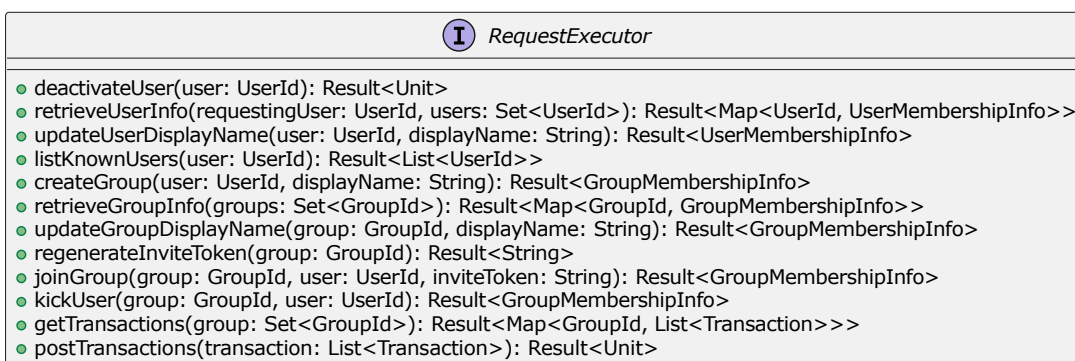 I RequestExecutor
deactivateUser(user: UserId): Result<Unit>
retrieveUserInfo(requestingUser: UserId, users: Set<UserId>): Result<Map<UserId, UserMembershipInfo>>
updateUserDisplayName(user: UserId, displayName: String): Result<UserMembershipInfo>
listKnownUsers(user: UserId): Result<List<UserId>>
createGroup(user: UserId, displayName: String): Result<GroupMembershipInfo>
retrieveGroupInfo(groups: Set<GroupId>): Result<Map<GroupId, GroupMembershipInfo>>
updateGroupDisplayName(group: GroupId, displayName: String): Result<GroupMembershipInfo>
regenerateInviteToken(group: GroupId): Result<String>
joinGroup(group: GroupId, user: UserId, inviteToken: String): Result<GroupMembershipInfo>
kickUser(group: GroupId, user: UserId): Result<GroupMembershipInfo>
getTransactions(group: Set<GroupId>): Result<Map<GroupId, List<Transaction>>>
postTransactions(transaction: List<Transaction>): Result<Unit>